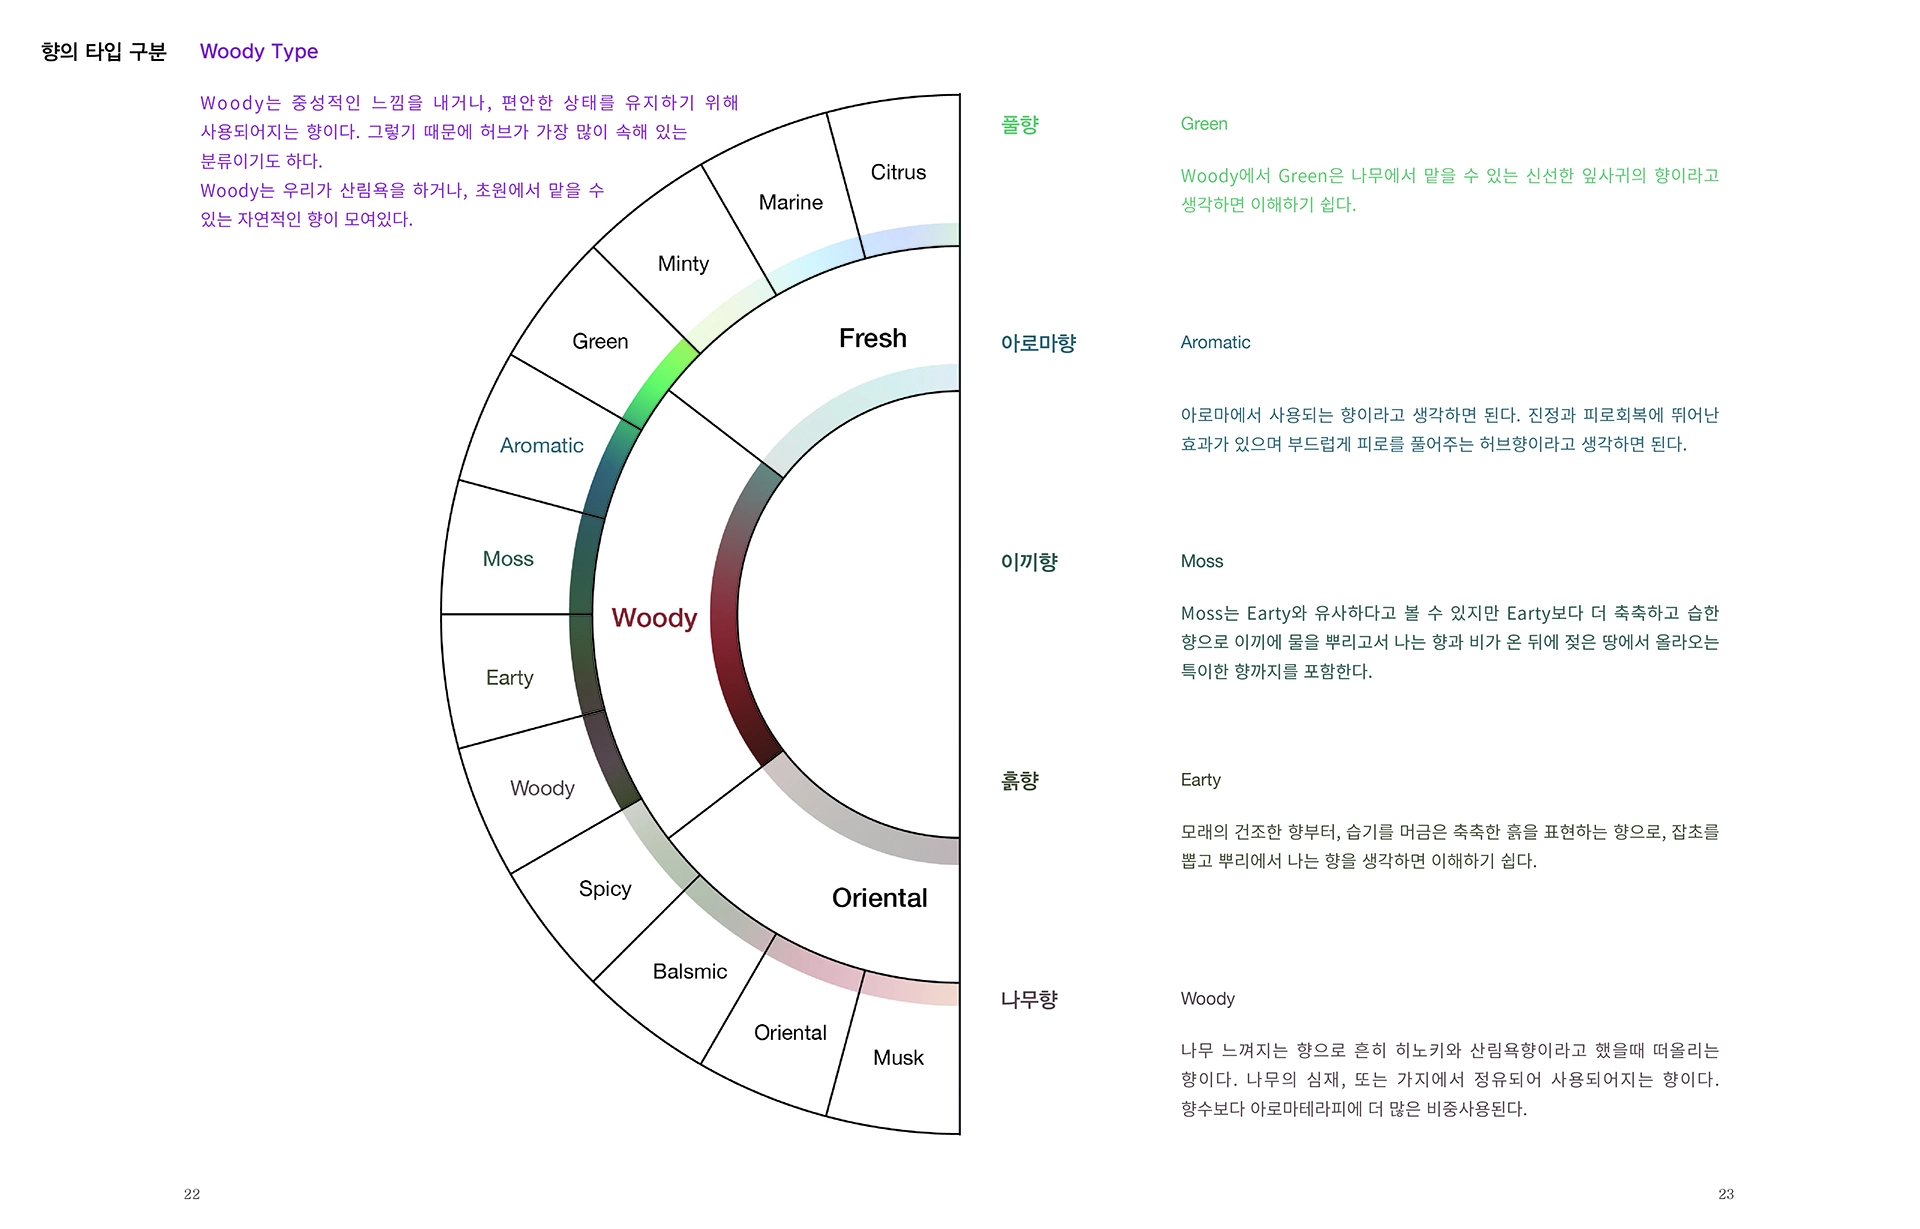 향의 타입 구분
Woody Type
Woody는 중성적인 느낌을 내거나, 편안한 상태를 유지하기 위해
사용되어지는 향이다. 그렇기 때문에 허브가 가장 많이 속해 있는
분류이기도 하다.
Woody는 우리가 산림욕을 하거나, 초원에서 맡을 수
있는 자연적인 향이 모여있다.
Citrus
Marine
Minty
Green
Aromatic
Moss
Earty
Woody
Spicy
Balsmic
Oriental
Musk
Fresh
Woody
Oriental
22
풀향
Green
Woody에서 Green은 나무에서 맡을 수 있는 신선한 잎사귀의 향이라고
생각하면 이해하기 쉽다.
아로마향
Aromatic
아로마에서 사용되는 향이라고 생각하면 된다. 진정과 피로회복에 뛰어난
효과가 있으며 부드럽게 피로를 풀어주는 허브향이라고 생각하면 된다.
이끼향
Moss
Moss는 Earty와 유사하다고 볼 수 있지만 Earty보다 더 축축하고 습한
향으로 이끼에 물을 뿌리고서 나는 향과 비가 온 뒤에 젖은 땅에서 올라오는
특이한 향까지를 포함한다.
흙향
Earty
모래의 건조한 향부터, 습기를 머금은 축축한 흙을 표현하는 향으로, 잡초를
뽑고 뿌리에서 나는 향을 생각하면 이해하기 쉽다.
나무향
Woody
나무 느껴지는 향으로 흔히 히노키와 산림욕향이라고 했을때 떠올리는
향이다. 나무의 심재, 또는 가지에서 정유되어 사용되어지는 향이다.
향수보다 아로마테라피에 더 많은 비중사용된다.
23